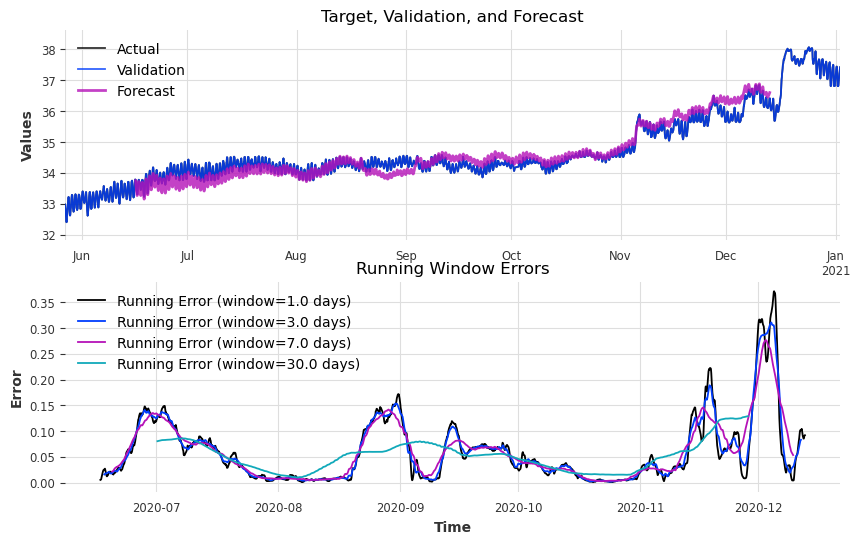 Target, Validation, and Forecast
38
37
36
35
34
33
32
Values
Actual
Validation
Forecast
Jun
Jul
Aug
Sep
Oct
Nov
Dec
Jan
2021
Running Window Errors
0.35
0.30
0.25
0.20
0.15
0.10
0.05
0.00
Error
Running Error (window=1.0 days)
Running Error (window=3.0 days)
Running Error (window=7.0 days)
Running Error (window=30.0 days)
2020-07
2020-08
2020-09
2020-10
2020-11
2020-12
Time